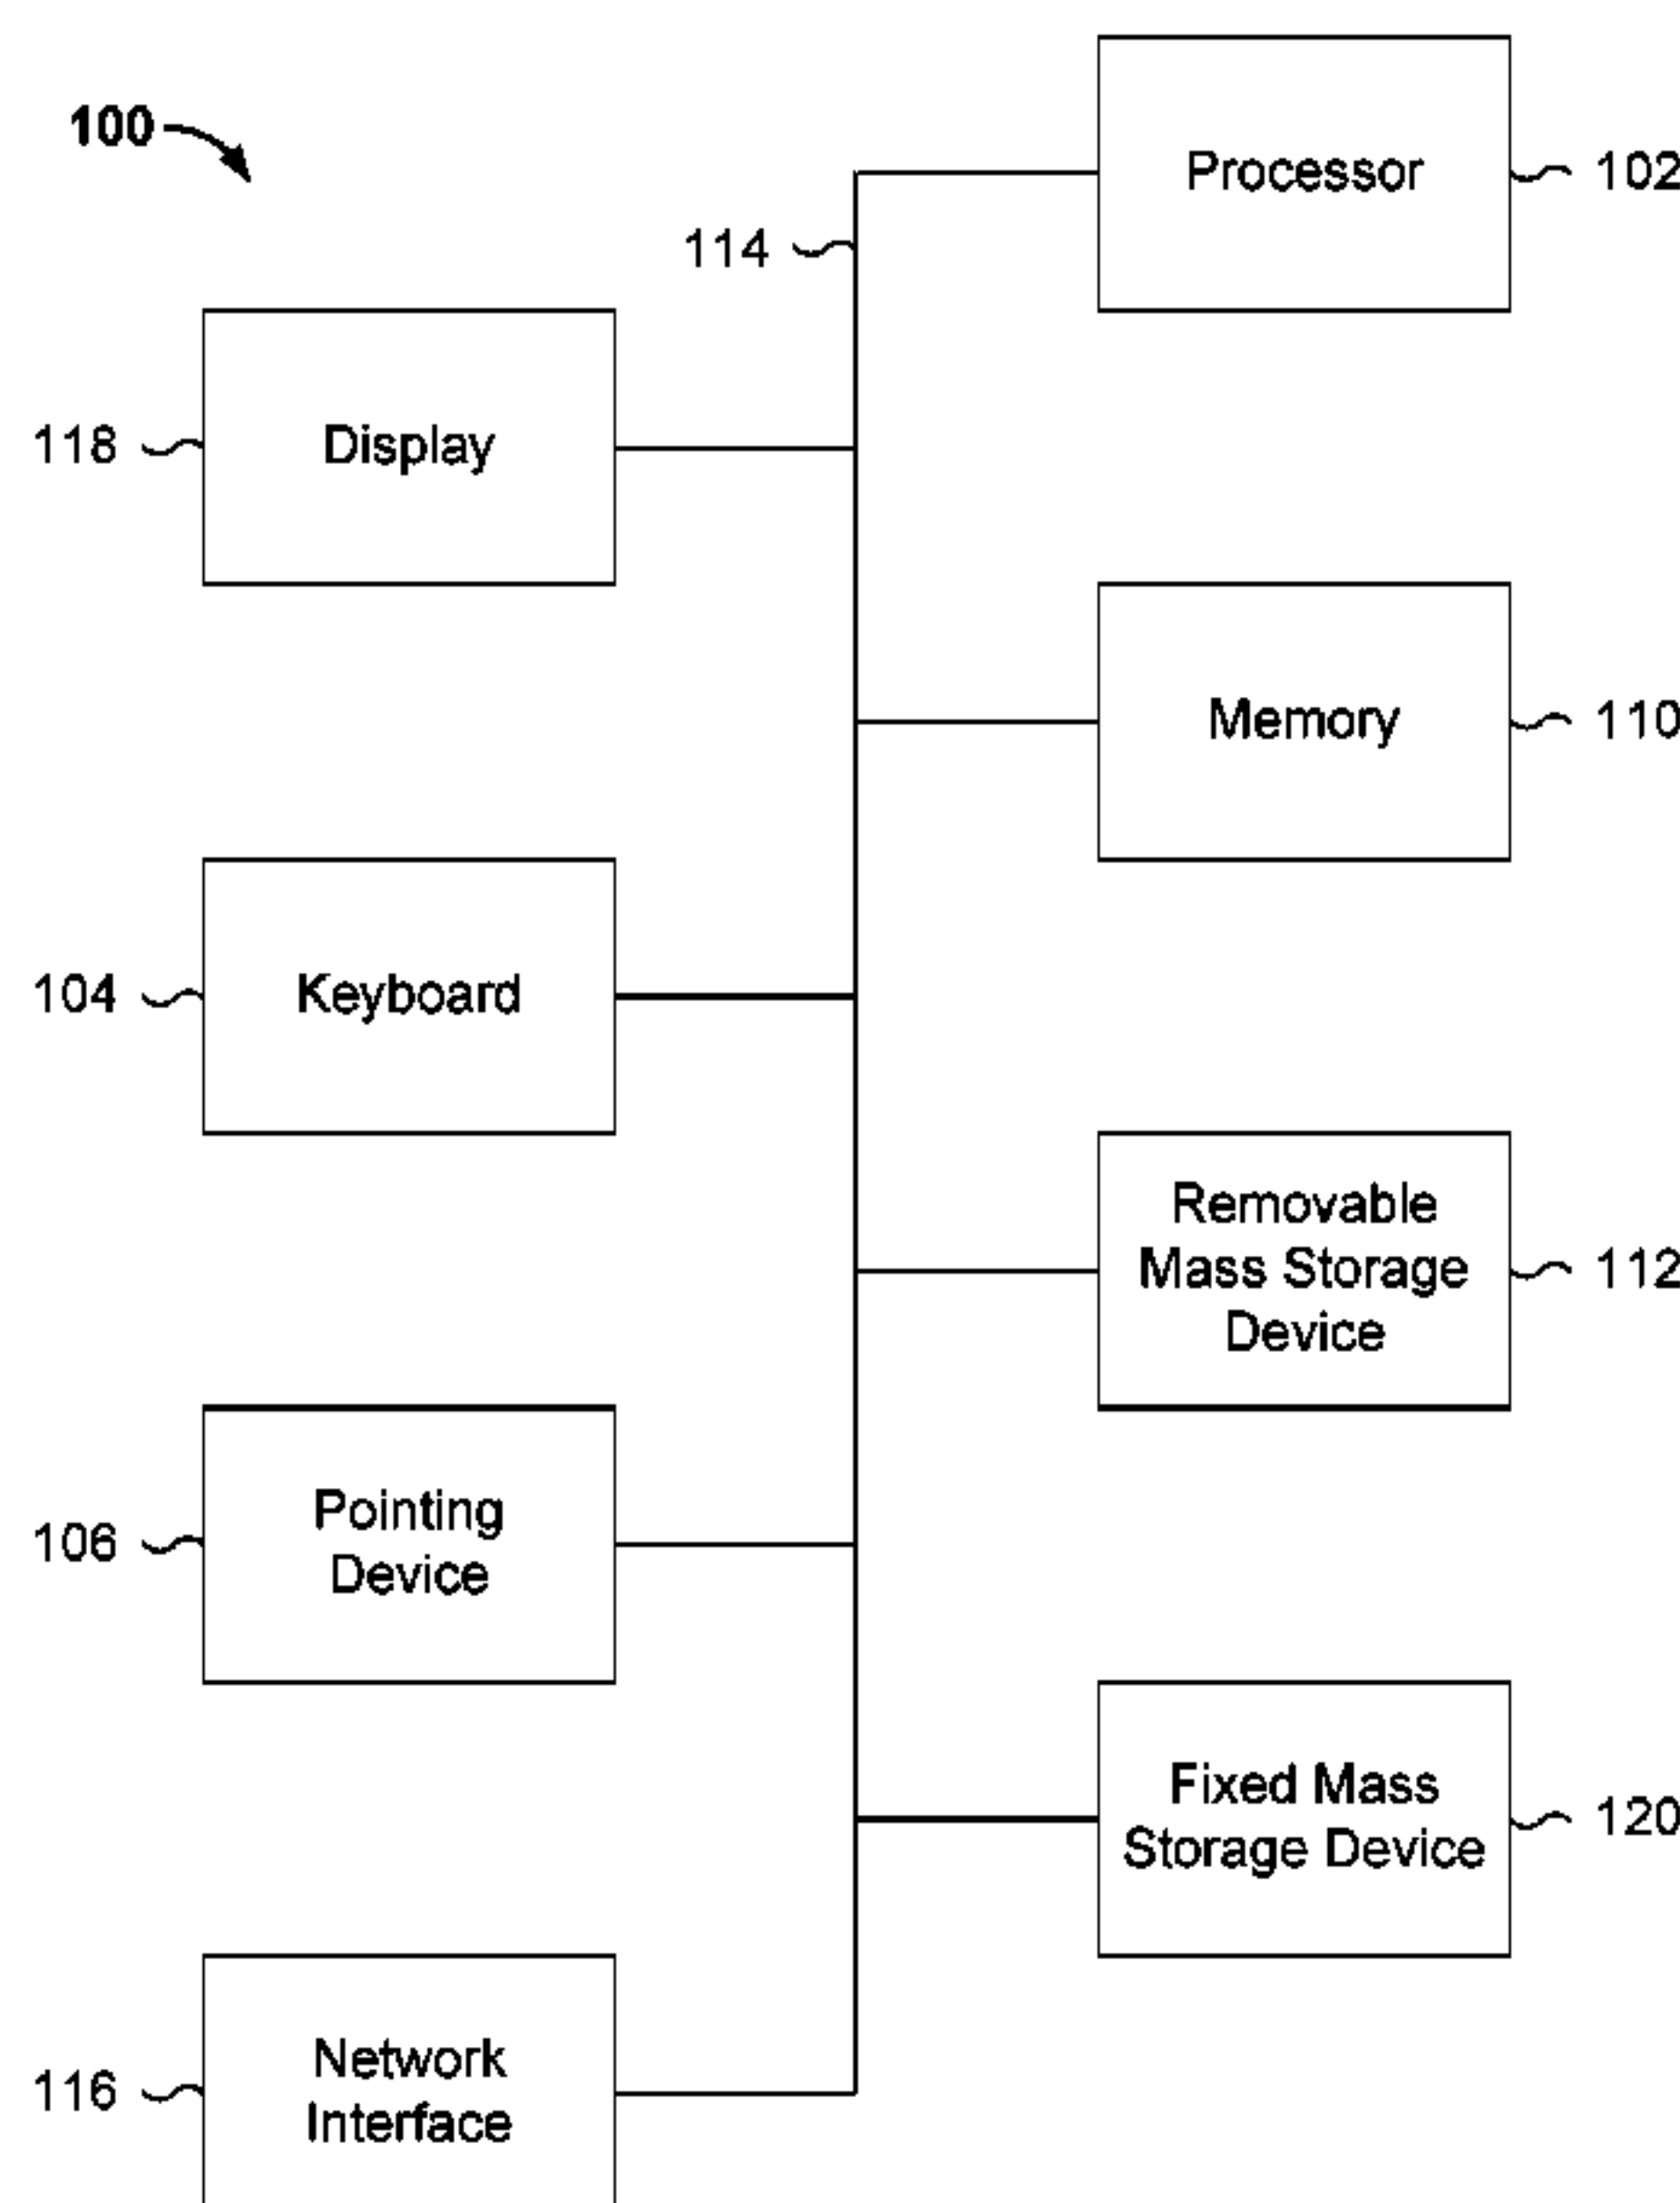 100
Processor
102
114
118
Display
Memory
110
104
Keyboard
Removable
Mass Storage
Device
112
106
Pointing
Device
Fixed Mass
Storage Device
120
116
Network
Interface